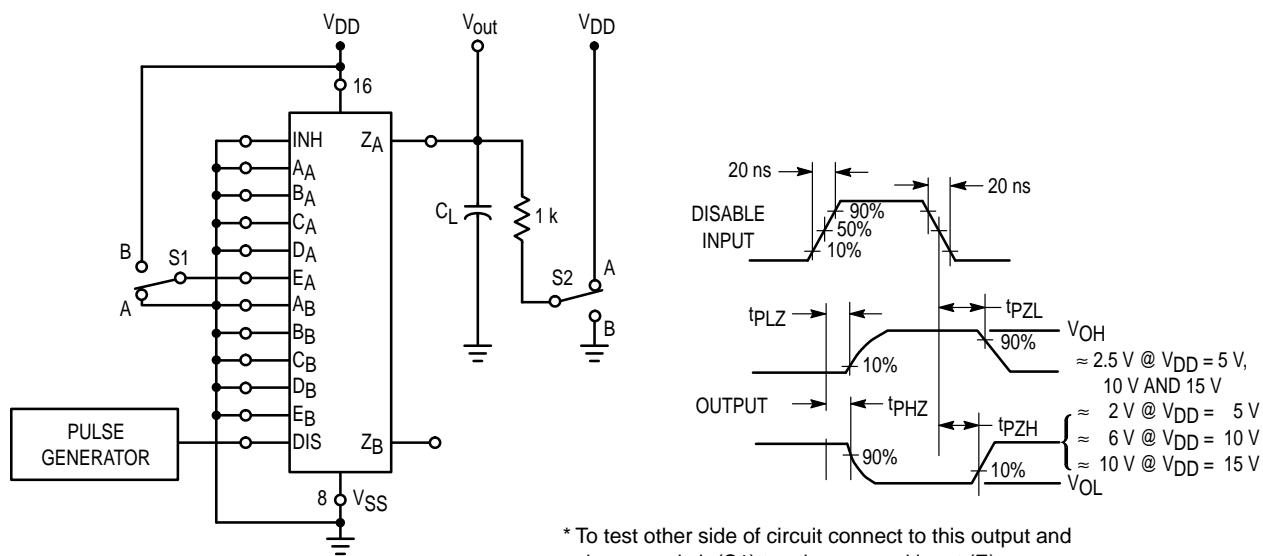 VDD
Vout
VDD
16
INH
ZA
AA
BA
CA
DA
EA
AB
BB
CB
DB
EB
DIS
ZB
B
S1
A
CL
1 k
S2
A
B
PULSE
GENERATOR
8
VSS
20 ns
20 ns
DISABLE
INPUT
90%
50%
10%
tPLZ
tPZL
VOH
90%
10%
≈ 2.5 V @ VDD = 5 V,
10 V AND 15 V
OUTPUT
tPHZ
tPZH
≈ 2 V @ VDD = 5 V
≈ 6 V @ VDD = 10 V
≈ 10 V @ VDD = 15 V
90%
10%
VOL
* To test other side of circuit connect to this output and